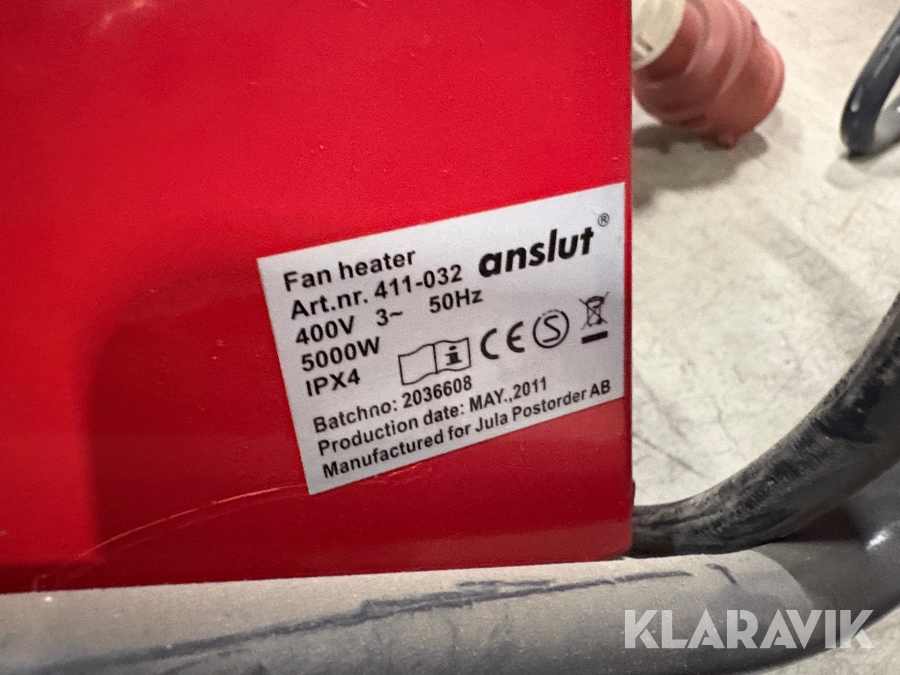 Fan heater
anslut®
Art.nr. 411-032
400V 3~ 50Hz
5000W
IPX4
i CE S
Batchno: 2036608
Production date: MAY.,2011
Manufactured for Jula Postorder AB
KLARAVIK